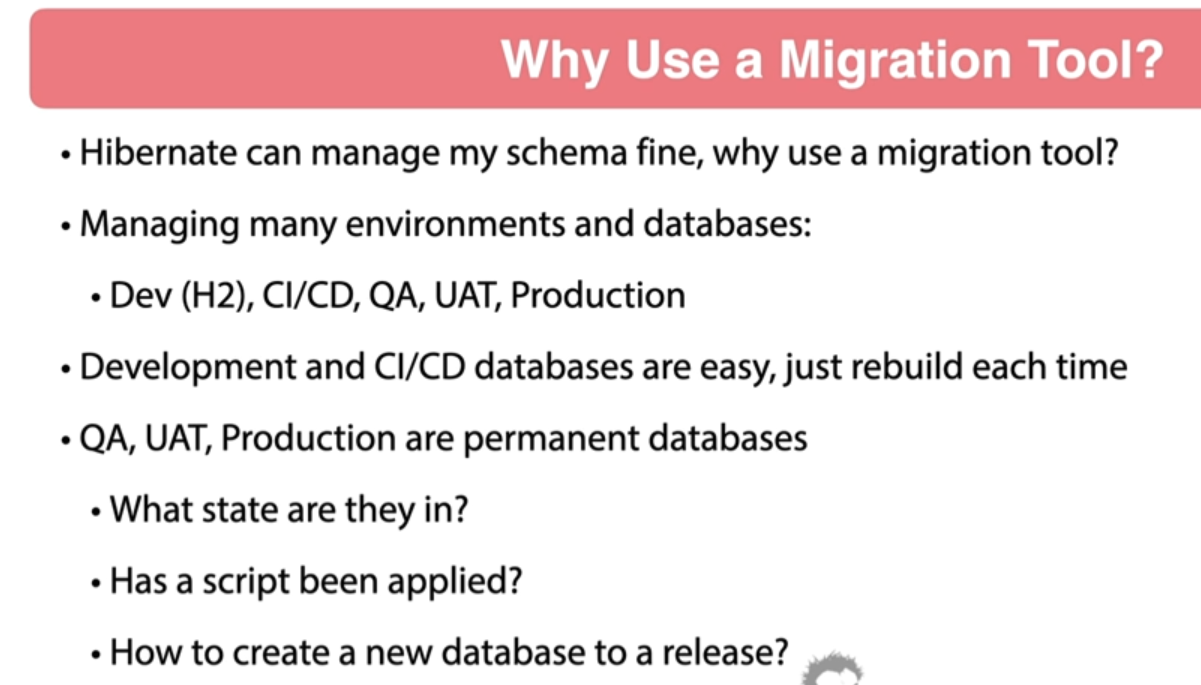 Why Use a Migration Tool?
• Hibernate can manage my schema fine, why use a migration tool?
• Managing many environments and databases:
• Dev (H2), CI/CD, QA, UAT, Production
• Development and CI/CD databases are easy, just rebuild each time
• QA, UAT, Production are permanent databases
• What state are they in?
• Has a script been applied?
• How to create a new database to a release?